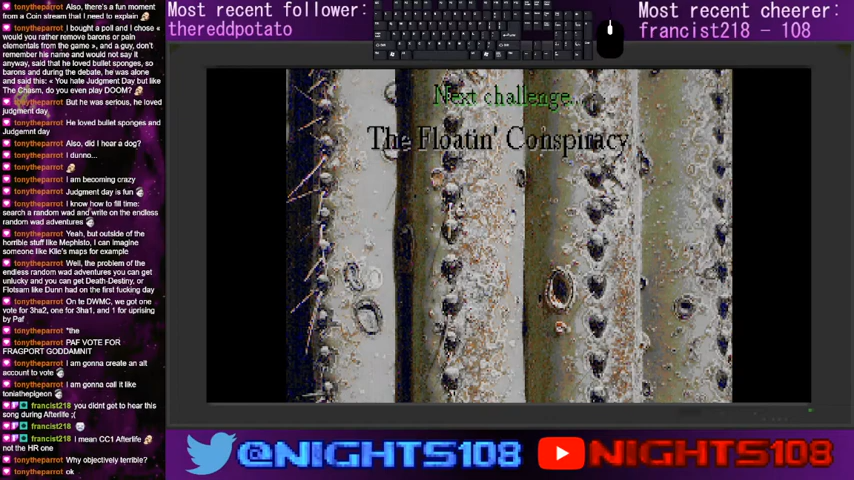 tonytheparrot Also, there's a fun moment
from a Coin stream that I need to explain
tonytheparrot
I bought a poll and I chose «
would you rather remove barons or pain
elementals from the game », and a guy, don't
remember his name and would not say it
anyway, said that he loved bullet sponges, so
barons and during the debate, he was alone
and said this: « You hate Judgment Day but like
The Chasm, do you even play DOOM?
tonytheparrot But he was serious, he loved
judgment day
tonytheparrot
He loved bullet sponges and
Judgemnt day
tonytheparrot Also, did I hear a dog?
tonytheparrot I dunno...
tonytheparrot
tonytheparrot I am becoming crazy
tonytheparrot Judgment day is fun
tonytheparrot I know how to fill time:
search a random wad and write on the endless
random wad adventures
tonytheparrot Yeah, but outside of the
horrible stuff like Mephisto, I can imagine
someone like Kile's maps for example
tonytheparrot Well, the problem of the
endless random wad adventures you can get
unlucky and you can get Death-Destiny, or
Flotsam like Dunn had on the first fucking day
tonytheparrot On te DWMC, we got one
vote for 3ha2, one for 3ha1, and 1 for uprising
by Paf
tonytheparrot *the
tonytheparrot PAF VOTE FOR
FRAGPORT GODDAMNIT
tonytheparrot I am gonna create an alt
account to vote
tonytheparrot I am gonna call it like
toniathepigeon
francist218 you didnt get to hear this
song during Afterlife ;(
francist218
francist218 I mean CC1 Afterlife
not the HR one
tonytheparrot Why objectively terrible?
tonytheparrot ok
Most recent follower:
thereddpotato
Most recent cheerer:
francist218 - 108
Next challenge...
The Floatin' Conspiracy
@NIGHTS108
NIGHTS108